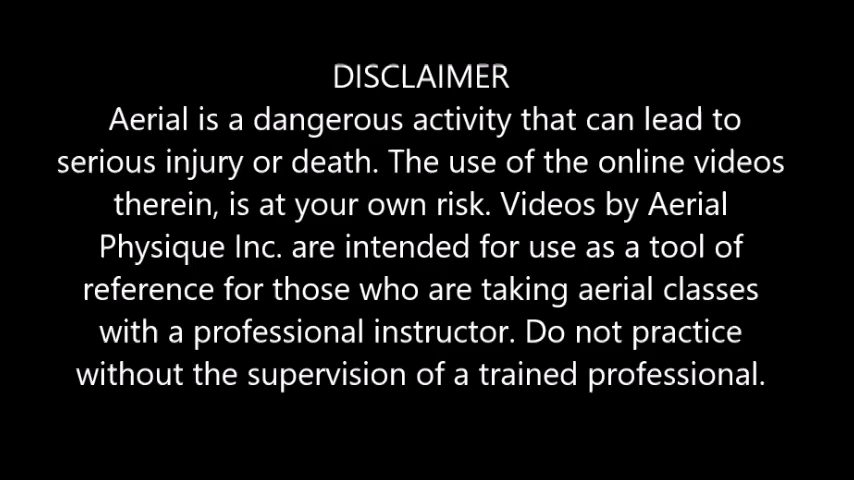 DISCLAIMER
Aerial is a dangerous activity that can lead to
serious injury or death. The use of the online videos
therein, is at your own risk. Videos by Aerial
Physique Inc. are intended for use as a tool of
reference for those who are taking aerial classes
with a professional instructor. Do not practice
without the supervision of a trained professional.